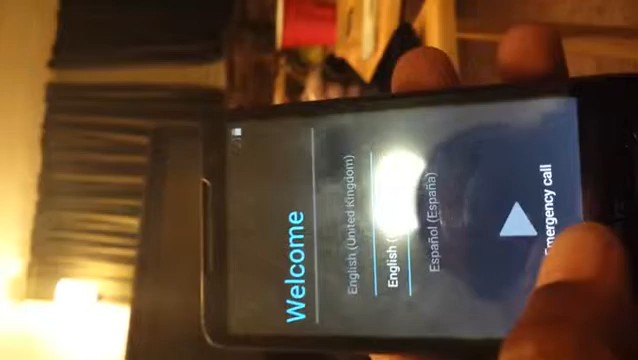 Welcome
English (United Kingdom)
English (
Español (España)
Emergency call